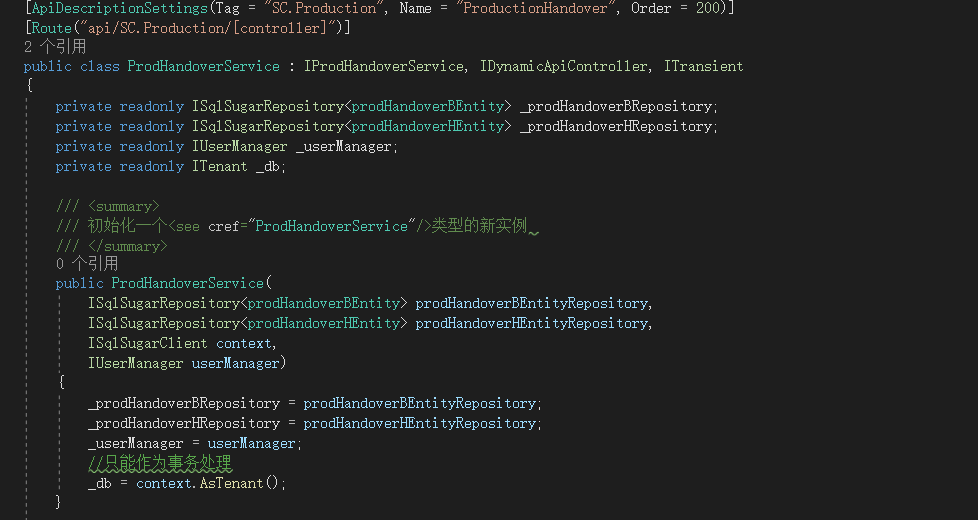 [ApiDescriptionSettings(Tag = "SC.Production", Name = "ProductionHandover", Order = 200)]
[Route("api/SC.Production/[controller]")]
2 个引用
public class ProdHandoverService : IProdHandoverService, IDynamicApiController, ITransient
{
private readonly ISqlSugarRepository<prodHandoverBEntity> _prodHandoverBRepository;
private readonly ISqlSugarRepository<prodHandoverHEntity> _prodHandoverHRepository;
private readonly IUserManager _userManager;
private readonly ITenant _db;
/// <summary>
/// 初始化一个<see cref="ProdHandoverService"/>类型的新实例
/// </summary>
0 个引用
public ProdHandoverService(
ISqlSugarRepository<prodHandoverBEntity> prodHandoverBEntityRepository,
ISqlSugarRepository<prodHandoverHEntity> prodHandoverHEntityRepository,
ISqlSugarClient context,
IUserManager userManager)
{
_prodHandoverBRepository = prodHandoverBEntityRepository;
_prodHandoverHRepository = prodHandoverHEntityRepository;
_userManager = userManager;
//只能作为事务处理
_db = context.AsTenant();
}